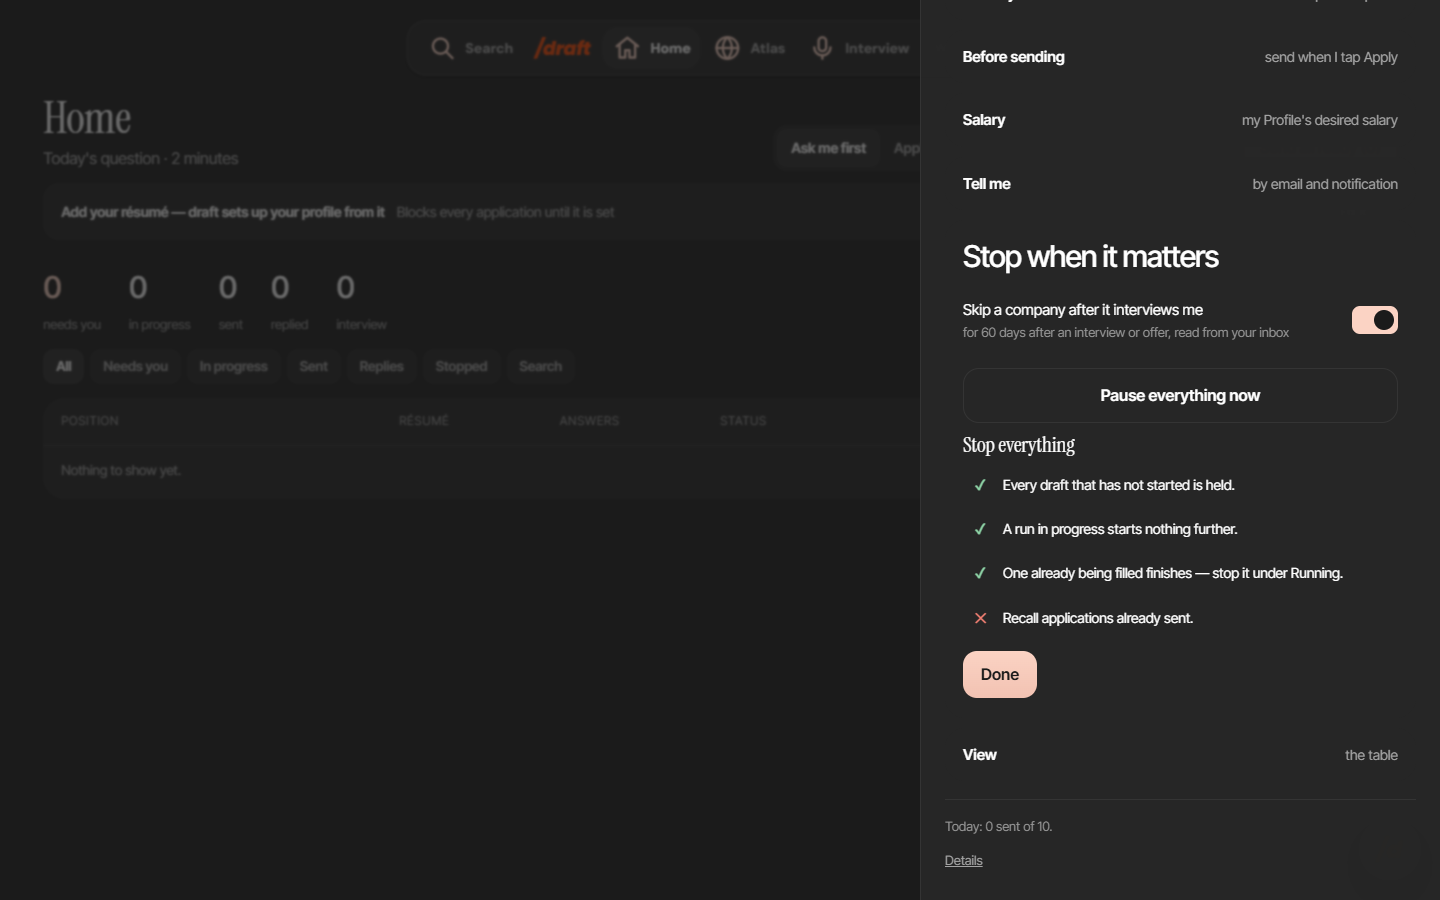 Search
/draft
Home
Atlas
Interview
Home
Today's question · 2 minutes
Ask me first
App
Add your résumé — draft sets up your profile from it
Blocks every application until it is set
0
0
0
0
0
needs you
in progress
sent
replied
interview
All
Needs you
In progress
Sent
Replies
Stopped
Search
POSITION
RÉSUMÉ
ANSWERS
STATUS
Nothing to show yet.
Before sending
send when I tap Apply
Salary
my Profile's desired salary
Tell me
by email and notification
Stop when it matters
Skip a company after it interviews me
for 60 days after an interview or offer, read from your inbox
Pause everything now
Stop everything
✓ Every draft that has not started is held.
✓ A run in progress starts nothing further.
✓ One already being filled finishes — stop it under Running.
✕ Recall applications already sent.
Done
View
the table
Today: 0 sent of 10.
Details